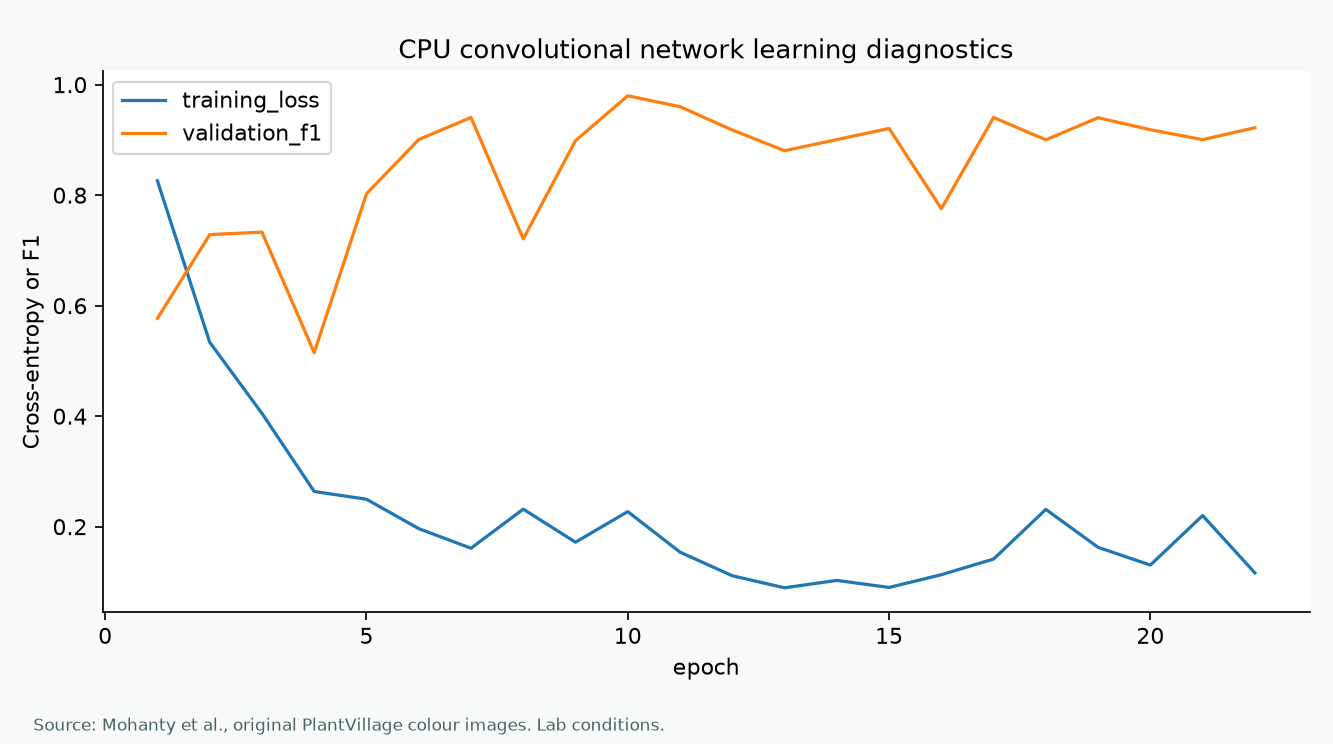 CPU convolutional network learning diagnostics
training_loss
validation_f1
1.0
0.8
0.6
0.4
0.2
Cross-entropy or F1
0 5 10 15 20
epoch
Source: Mohanty et al., original PlantVillage colour images. Lab conditions.